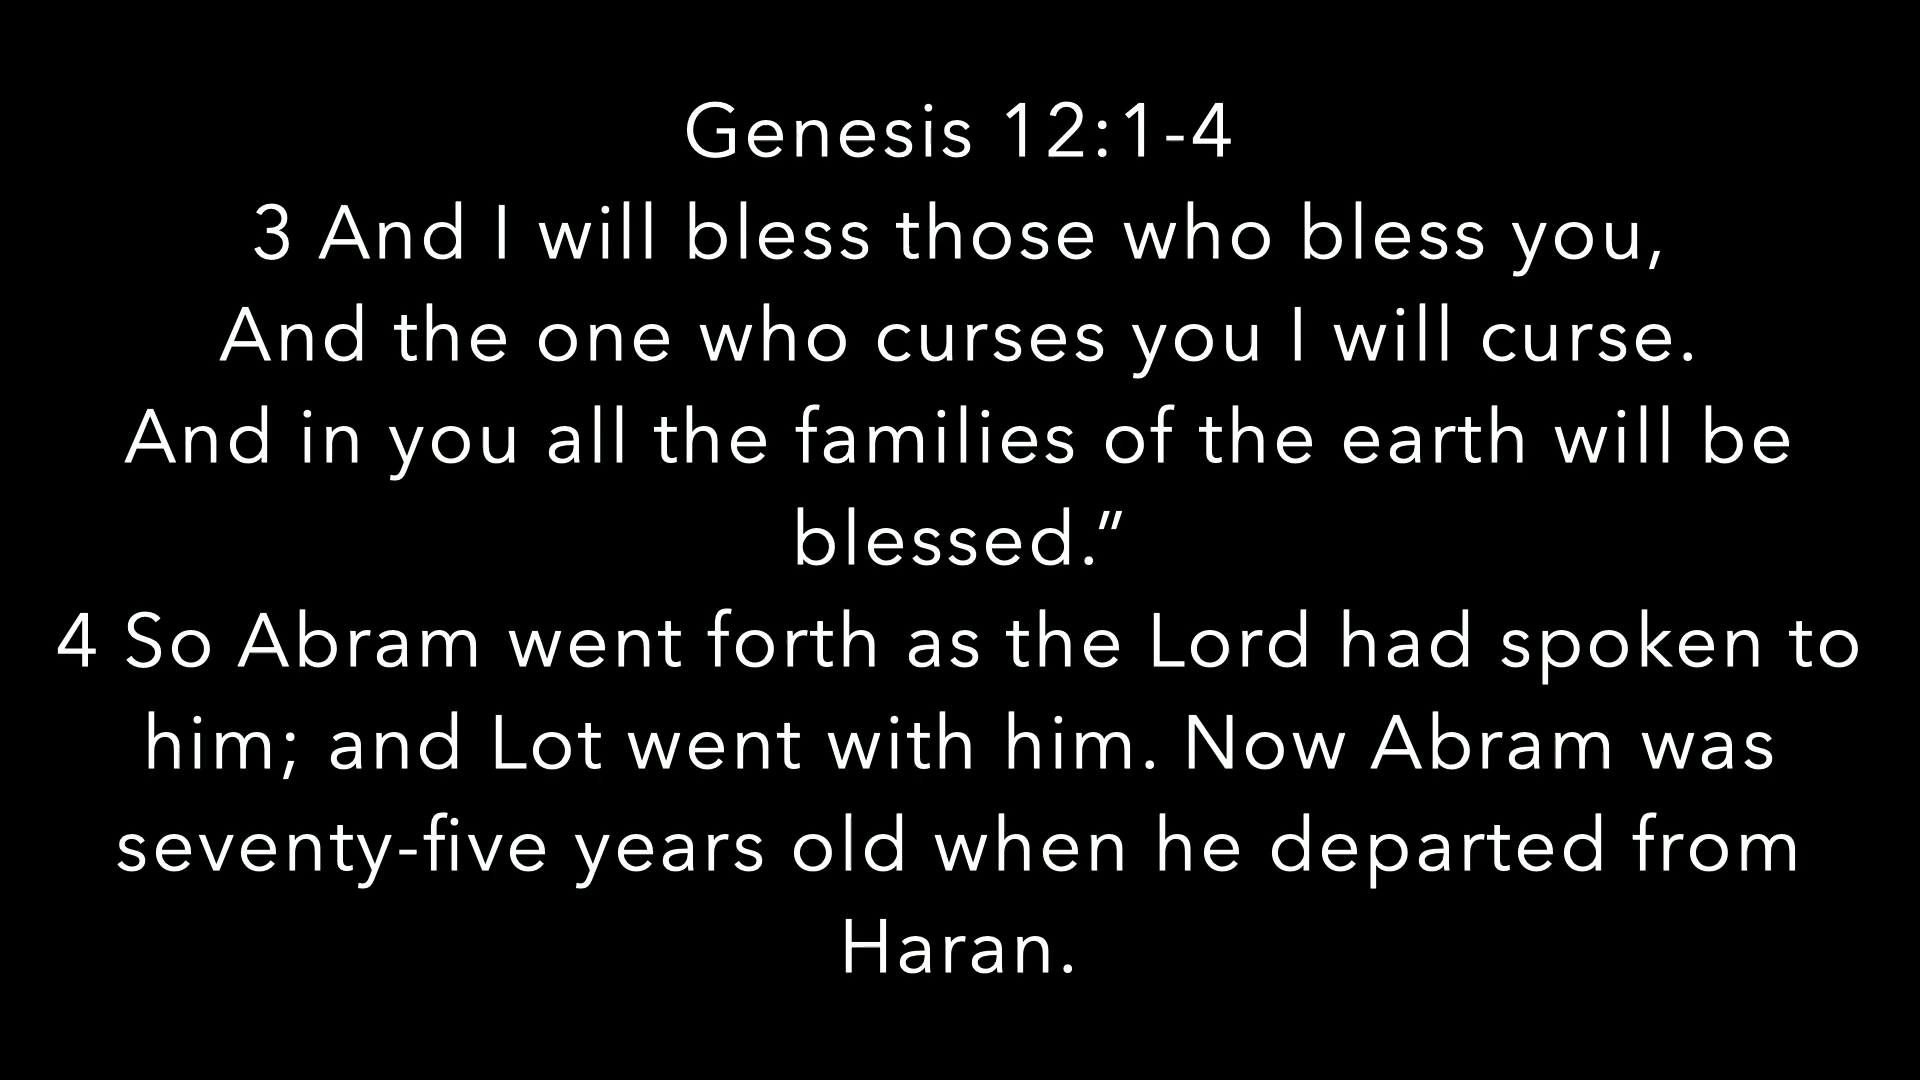 Genesis 12:1-4
3 And I will bless those who bless you,
And the one who curses you I will curse.
And in you all the families of the earth will be
blessed.”
4 So Abram went forth as the Lord had spoken to
him; and Lot went with him. Now Abram was
seventy-five years old when he departed from
Haran.